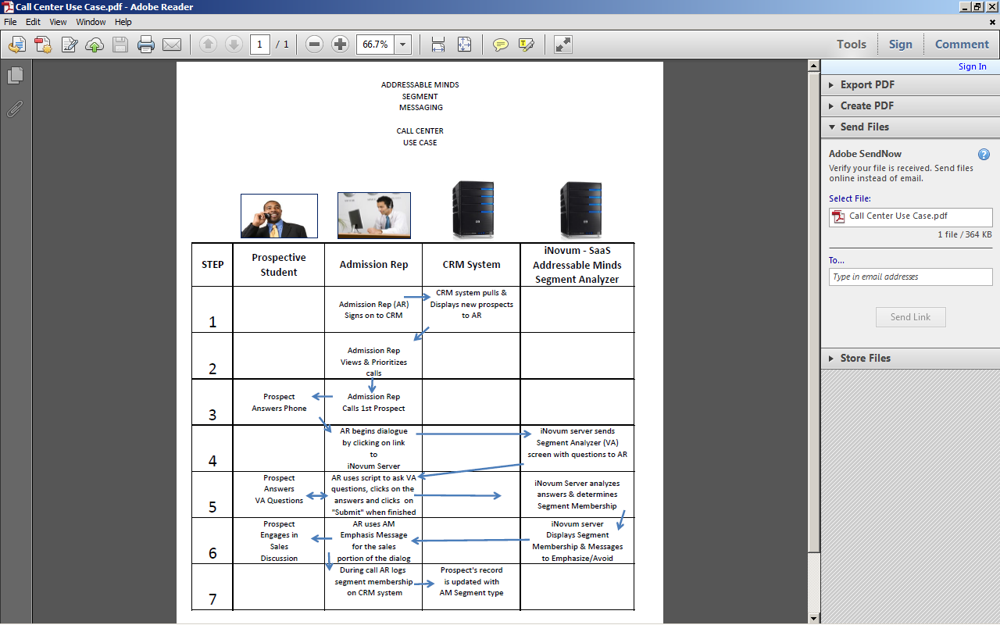 Call Center Use Case.pdf - Adobe Reader
File Edit View Window Help
1 / 1 66.7% Tools Sign Comment
Sign In
Export PDF
Create PDF
Send Files
Adobe SendNow
Verify your file is received. Send files
online instead of email.
Select File:
Call Center Use Case.pdf
1 file / 364 KB
To...
Type in email addresses
Send Link
Store Files
ADDRESSABLE MINDS
SEGMENT
MESSAGING
CALL CENTER
USE CASE
STEP
Prospective
Student
Admission Rep
CRM System
iNovum - SaaS
Addressable Minds
Segment Analyzer
1
Admission Rep (AR)
Signs on to CRM
CRM system pulls &
Displays new prospects
to AR
2
Admission Rep
Views & Prioritizes
calls
3
Prospect
Answers Phone
Admission Rep
Calls 1st Prospect
4
AR begins dialogue
by clicking on link
to
iNovum Server
iNovum server sends
Segment Analyzer (VA)
screen with questions to AR
5
Prospect
Answers
VA Questions
AR uses script to ask VA
questions, clicks on the
answers and clicks on
"Submit" when finished
iNovum Server analyzes
answers & determines
Segment Membership
6
Prospect
Engages in
Sales
Discussion
AR uses AM
Emphasis Message
for the sales
portion of the dialog
iNovum server
Displays Segment
Membership & Messages
to Emphasize/Avoid
7
During call AR logs
segment membership
on CRM system
Prospect's record
is updated with
AM Segment type